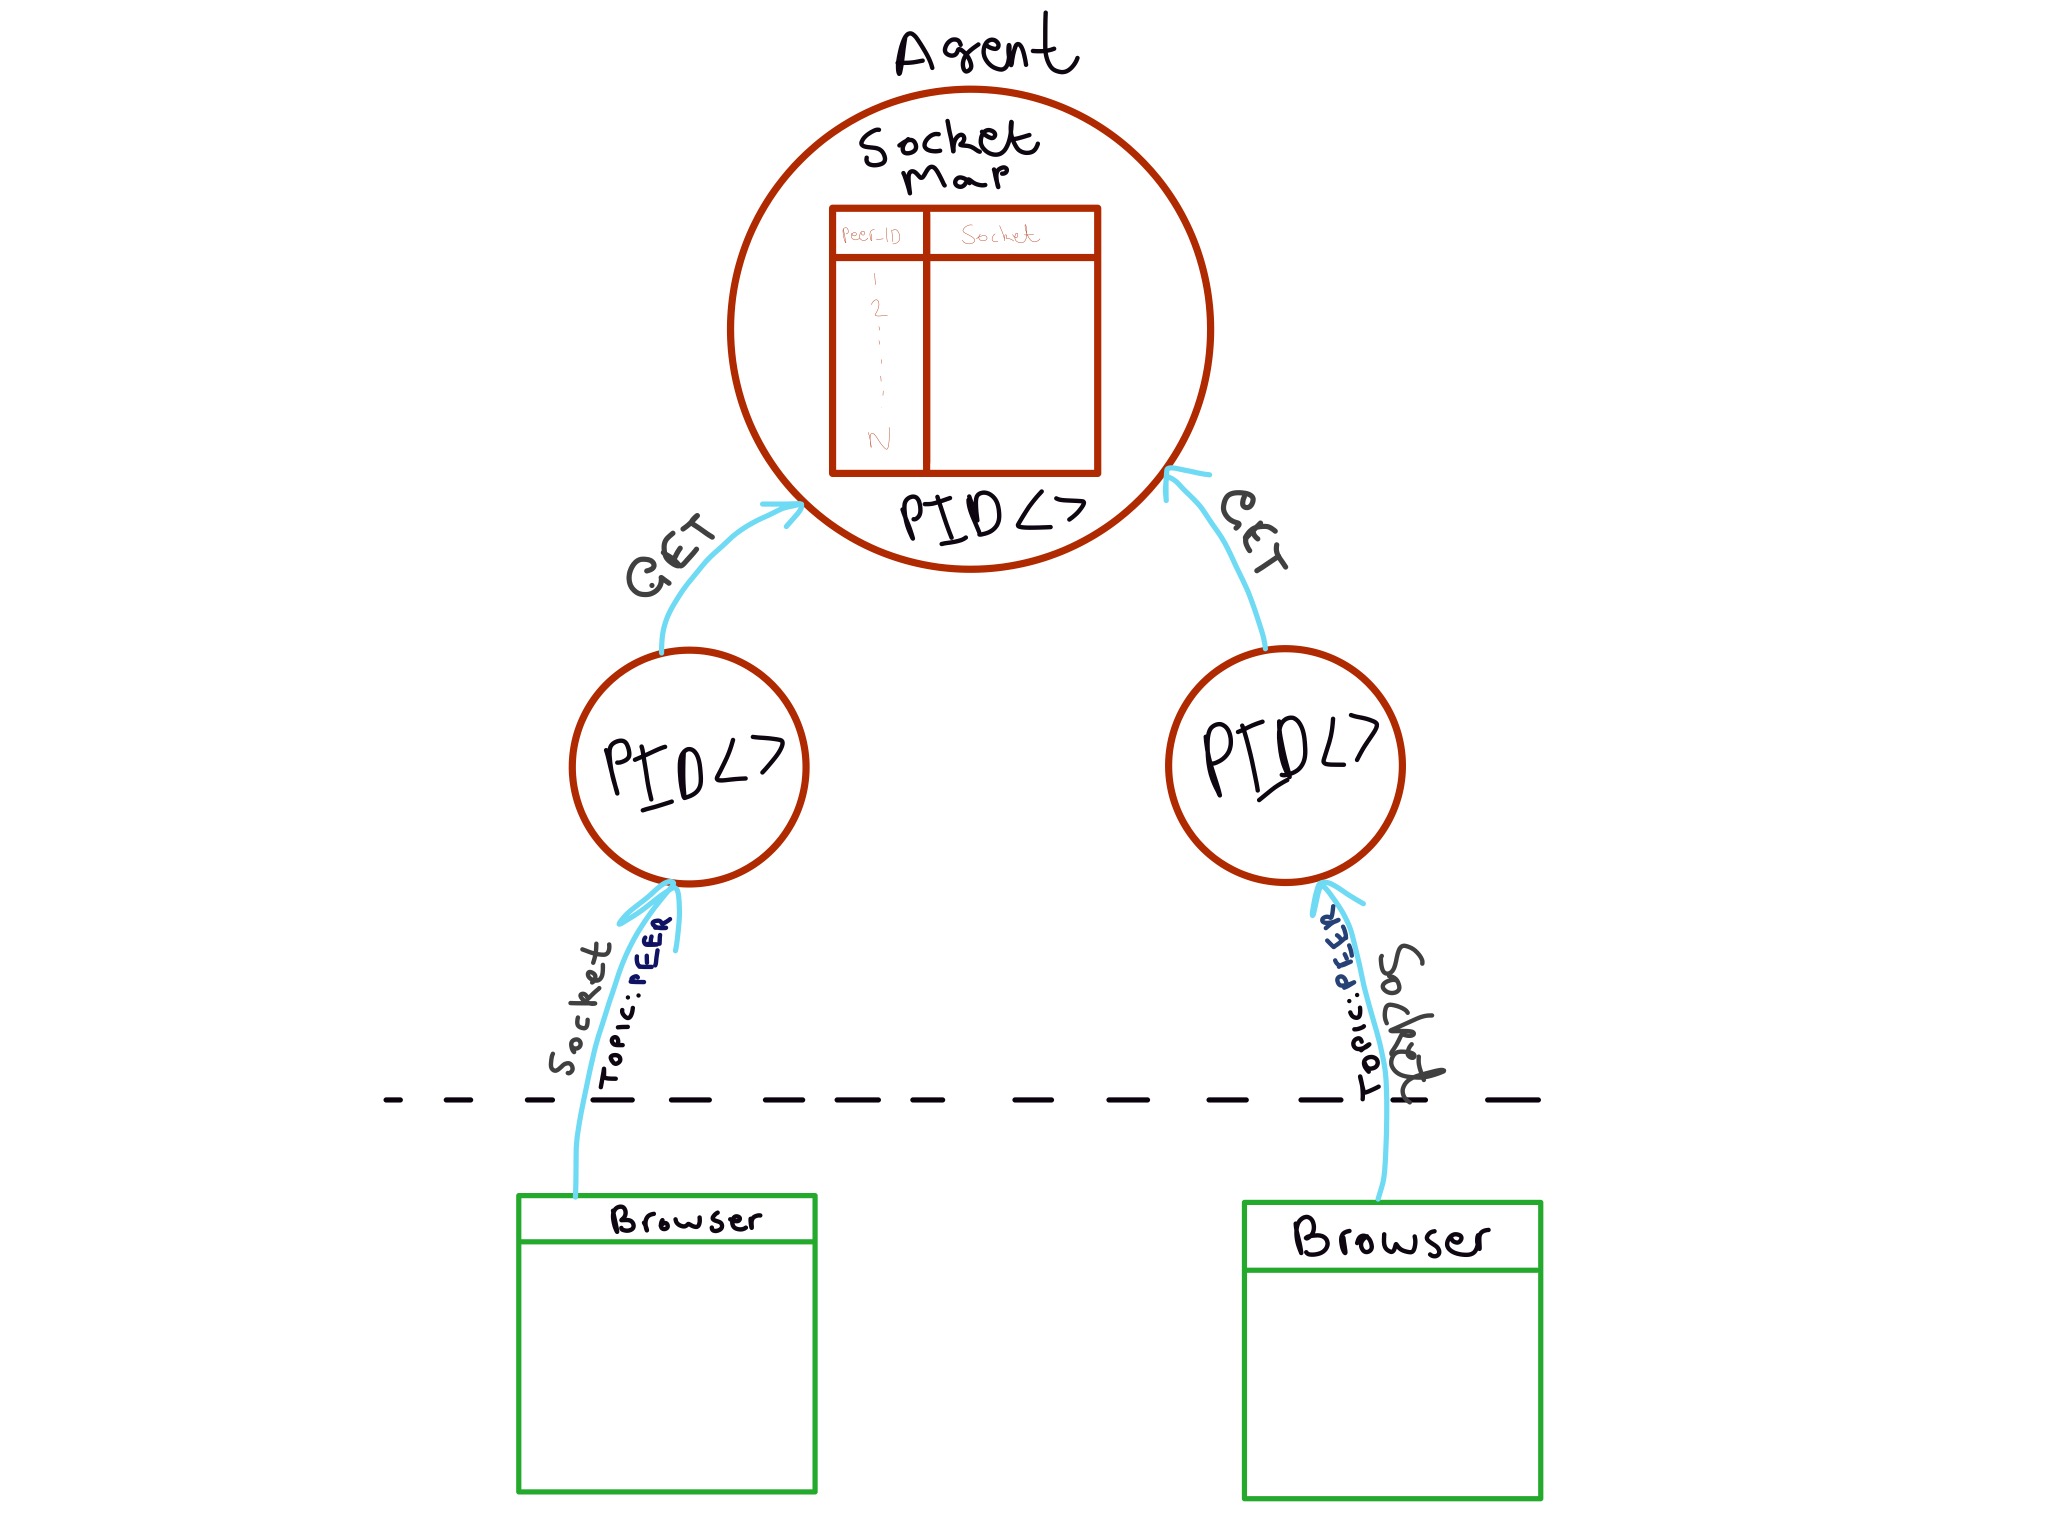 Agent
Socket
Map
Peer_ID
Socket
1
2
N
PID<>
GET
GET
PID<>
PID<>
Socket
TOPIC::PEER
TOPIC::PEER
Socket
Browser
Browser